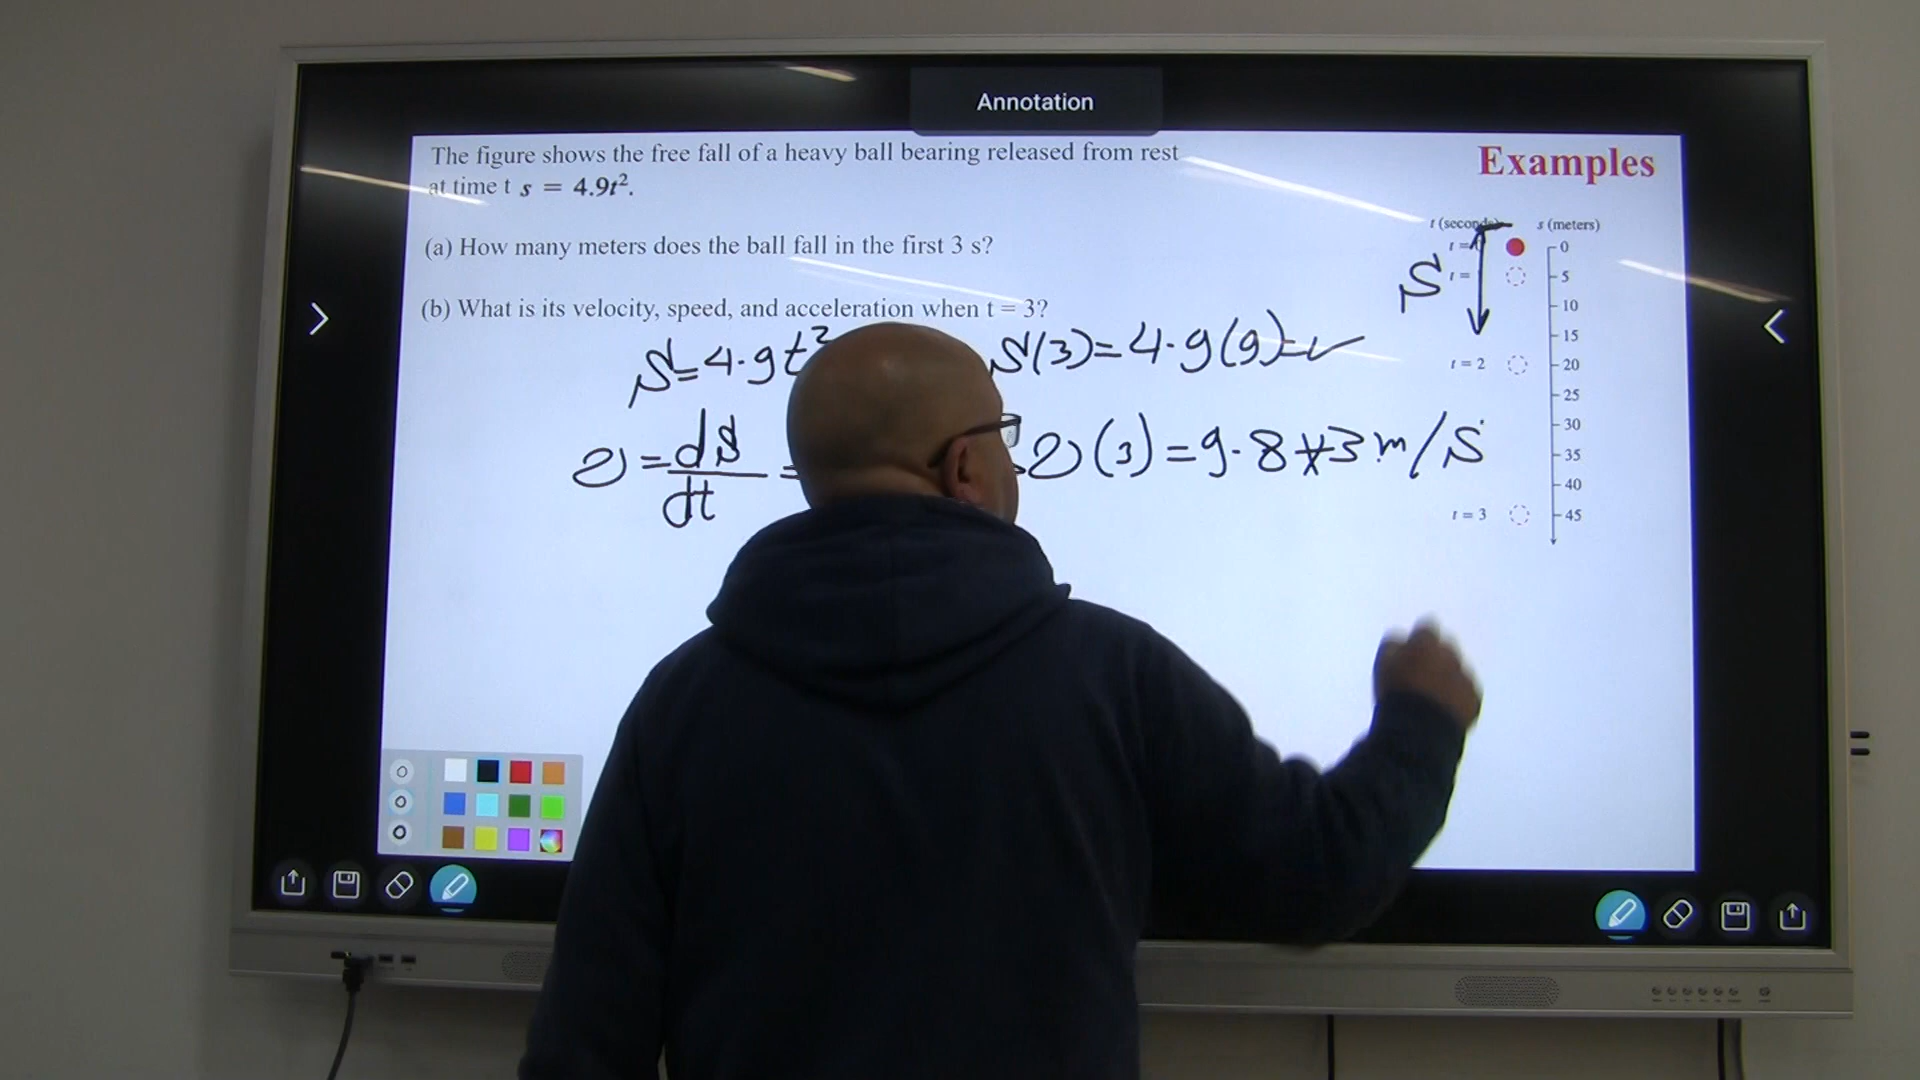 Annotation
The figure shows the free fall of a heavy ball bearing released from rest
at time t s = 4.9t².
Examples
(a) How many meters does the ball fall in the first 3 s?
(b) What is its velocity, speed, and acceleration when t = 3?
t (seconds) s (meters)
t = 0
t = 5
S
10
15
t = 2 20
25
30
35
40
t = 3 45
S=4.9t² S(3)=4.9(9)=
v=ds/dt = v(3)=9.8*3m/s